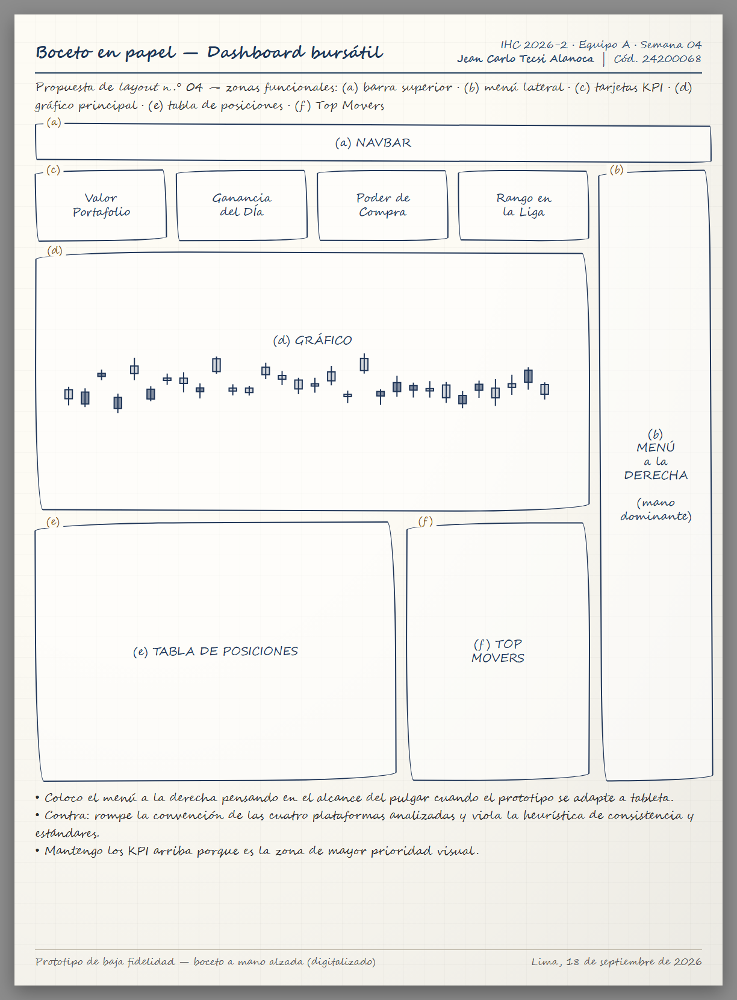 Boceto en papel — Dashboard bursátil
IHC 2026-2 · Equipo A · Semana 04
Jean Carlo Tecsi Alanoca | Cód. 24200068
Propuesta de layout n.° 04 — zonas funcionales: (a) barra superior · (b) menú lateral · (c) tarjetas KPI · (d)
gráfico principal · (e) tabla de posiciones · (f) Top Movers
(a)
(a) NAVBAR
(c)
Valor
Portafolio
Ganancia
del DÍa
Poder de
Compra
Rango en
la Liga
(b)
(b)
MENÚ
a la
DERECHA
(mano
dominante)
(d)
(d) GRÁFICO
(e)
(e) TABLA DE POSICIONES
(f)
(f) TOP
MOVERS
• Coloco el menú a la derecha pensando en el alcance del pulgar cuando el prototipo se adapte a tableta.
• Contra: rompe la convención de las cuatro plataformas analizadas y viola la heurística de consistencia y
estándares.
• Mantengo los KPI arriba porque es la zona de mayor prioridad visual.
Prototipo de baja fidelidad — boceto a mano alzada (digitalizado)
Lima, 18 de septiembre de 2026